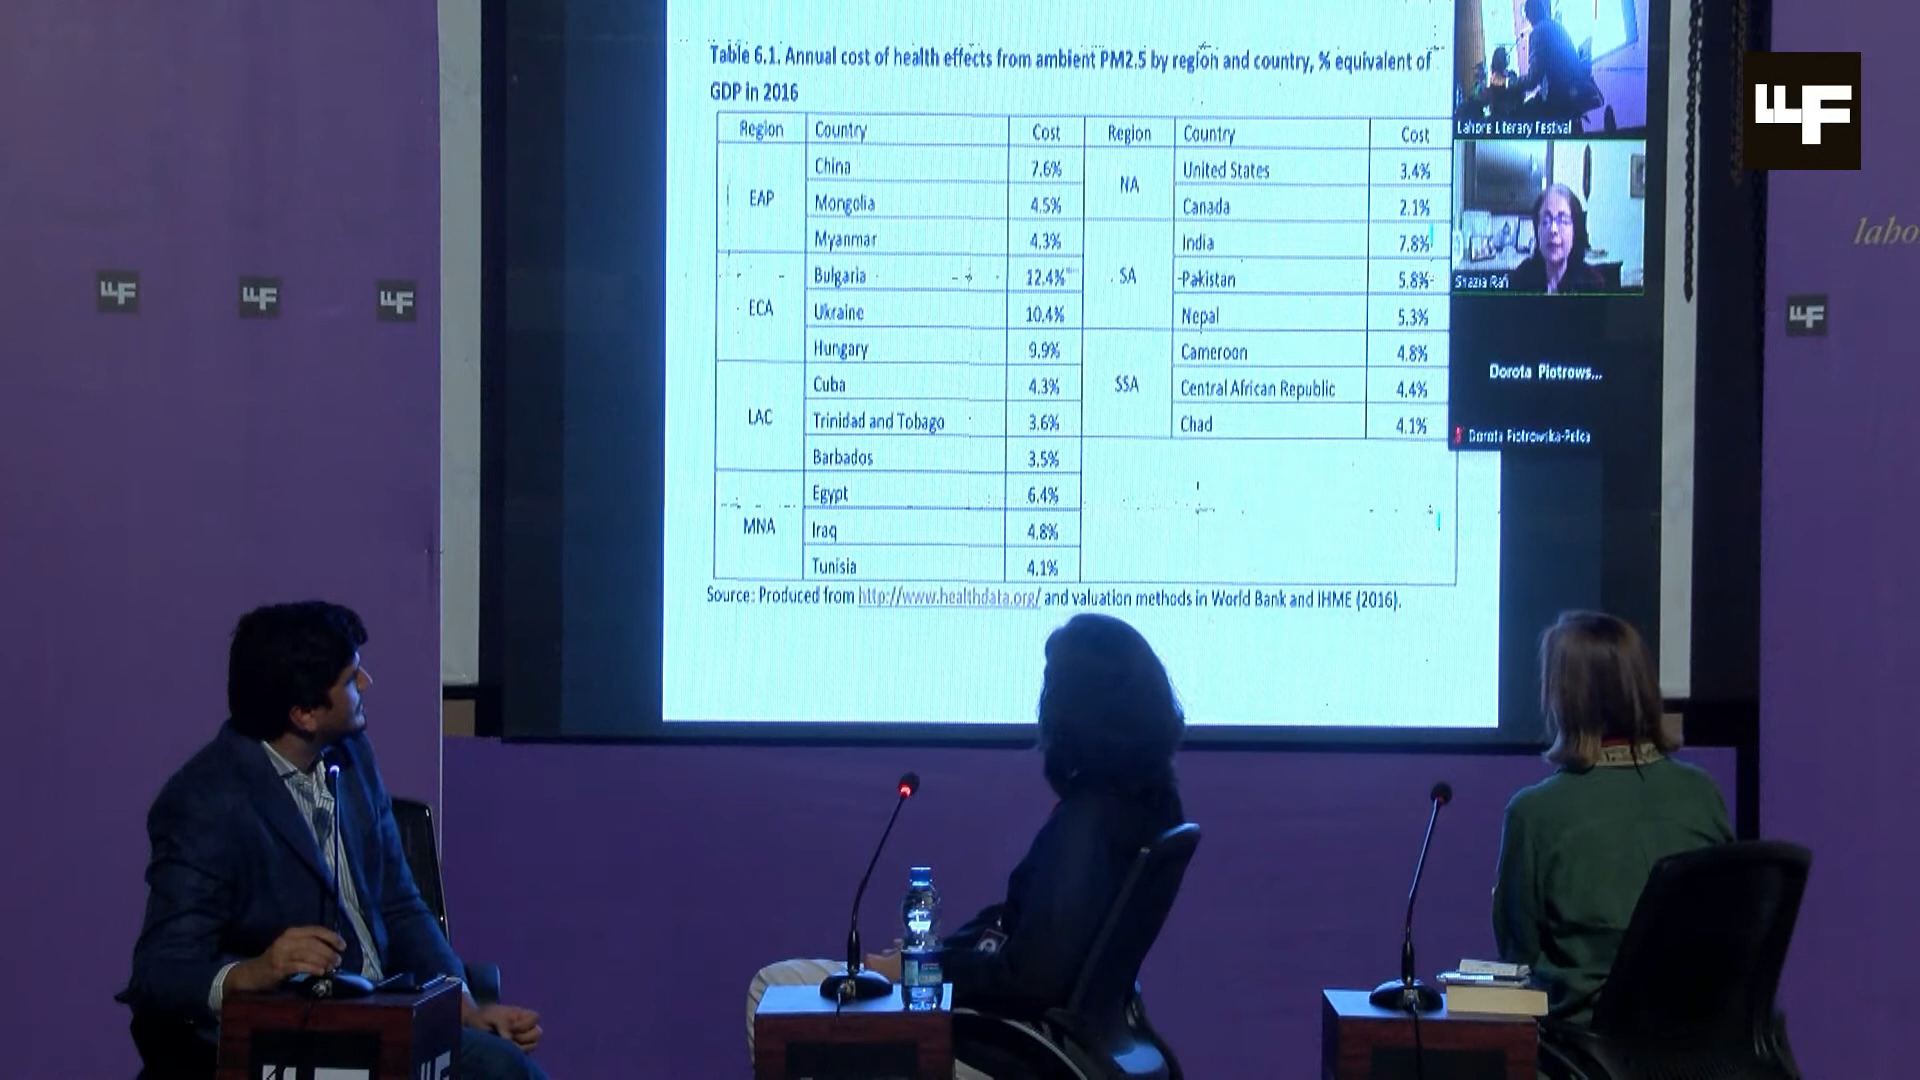 Table 6.1. Annual cost of health effects from ambient PM2.5 by region and country, % equivalent of
GDP in 2016
Region Country Cost Region Country Cost
EAP China 7.6% NA United States 3.4%
Mongolia 4.5% Canada 2.1%
Myanmar 4.3% SA India 7.8%
ECA Bulgaria 12.4% Pakistan 5.8%
Ukraine 10.4% Nepal 5.3%
Hungary 9.9% SSA Cameroon 4.8%
LAC Cuba 4.3% Central African Republic 4.4%
Trinidad and Tobago 3.6% Chad 4.1%
Barbados 3.5%
MNA Egypt 6.4%
Iraq 4.8%
Tunisia 4.1%
Source: Produced from http://www.healthdata.org/ and valuation methods in World Bank and IHME (2016).
Lahore Literary Festival
Shazia Rafi
Dorota Piotrows...
Dorota Piotrowska-Pelca
LLF
labo
LLF
LLF
LLF
LLF